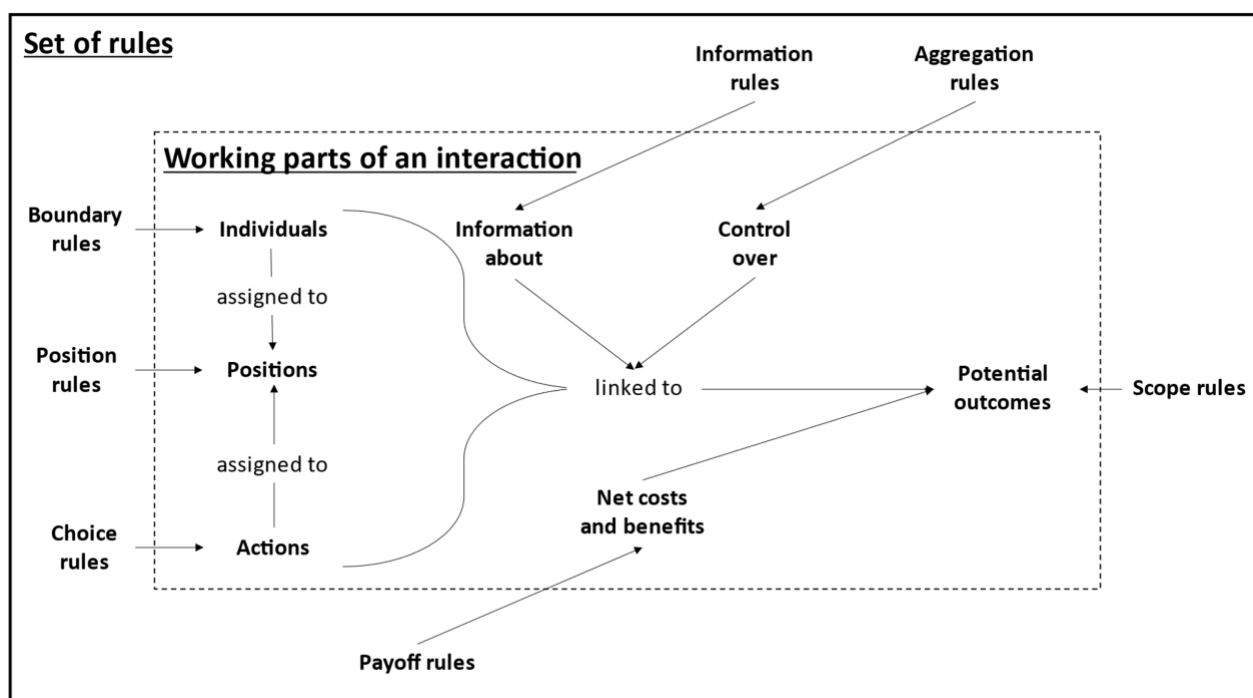 Set of rules
Information
rules
Aggregation
rules
Working parts of an interaction
Boundary
rules
Individuals
Information
about
Control
over
assigned to
Position
rules
Positions
linked to
Potential
outcomes
Scope rules
assigned to
Net costs
and benefits
Choice
rules
Actions
Payoff rules